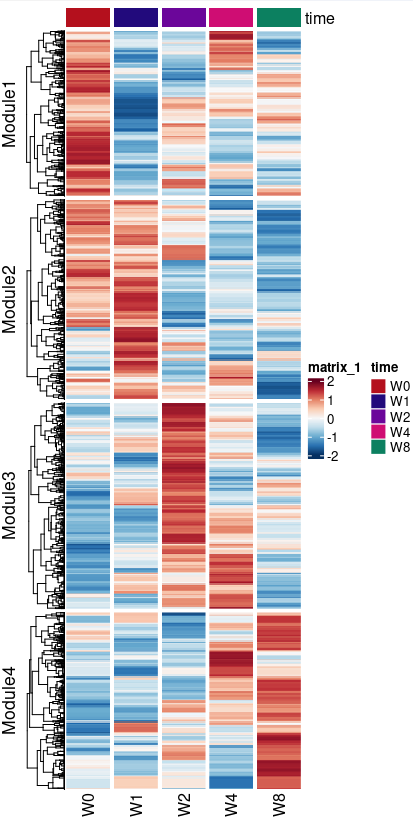 time
Module1
Module2
Module3
Module4
matrix_1
2
1
0
-1
-2
time
W0
W1
W2
W4
W8
W0
W1
W2
W4
W8